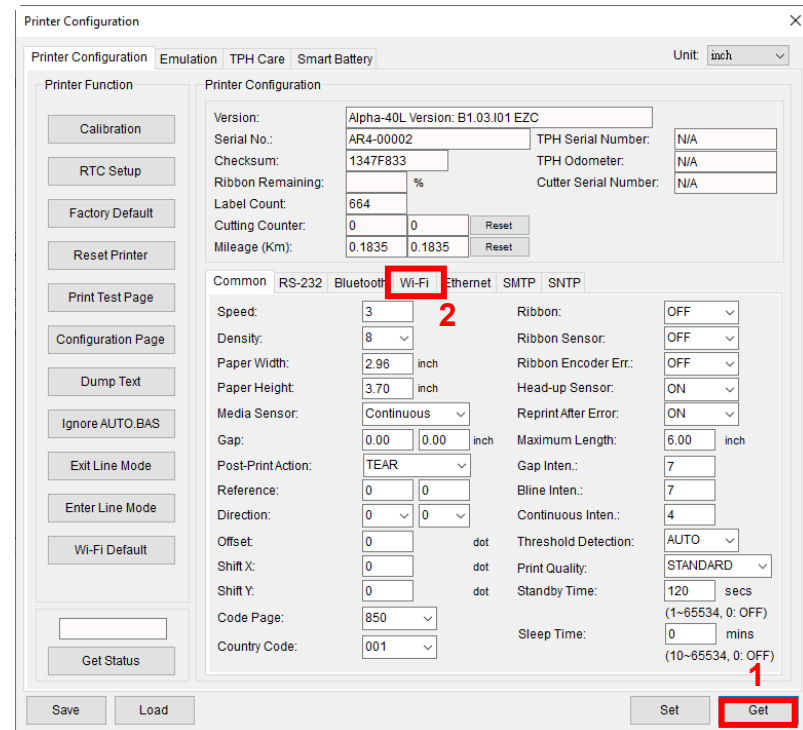 Printer Configuration
Printer Configuration Emulation TPH Care Smart Battery Unit: inch
Printer Function
Calibration
RTC Setup
Factory Default
Reset Printer
Print Test Page
Configuration Page
Dump Text
Ignore AUTO.BAS
Exit Line Mode
Enter Line Mode
Wi-Fi Default
Get Status
Printer Configuration
Version: Alpha-40L Version: B1.03.I01 EZC
Serial No.: AR4-00002 TPH Serial Number: N/A
Checksum: 1347F833 TPH Odometer: N/A
Ribbon Remaining: % Cutter Serial Number: N/A
Label Count: 664
Cutting Counter: 0 0 Reset
Mileage (Km): 0.1835 0.1835 Reset
Common RS-232 Bluetooth Wi-Fi Ethernet SMTP SNTP
2
Speed: 3 Ribbon: OFF
Density: 8 Ribbon Sensor: OFF
Paper Width: 2.96 inch Ribbon Encoder Err.: OFF
Paper Height: 3.70 inch Head-up Sensor: ON
Media Sensor: Continuous Reprint After Error: ON
Gap: 0.00 0.00 inch Maximum Length: 6.00 inch
Post-Print Action: TEAR Gap Inten.: 7
Reference: 0 0 Bline Inten.: 7
Direction: 0 0 Continuous Inten.: 4
Offset: 0 dot Threshold Detection: AUTO
Shift X: 0 dot Print Quality: STANDARD
Shift Y: 0 dot Standby Time: 120 secs
(1~65534, 0: OFF)
Code Page: 850
Sleep Time: 0 mins
Country Code: 001
(10~65534, 0: OFF)
1
Save Load Set Get